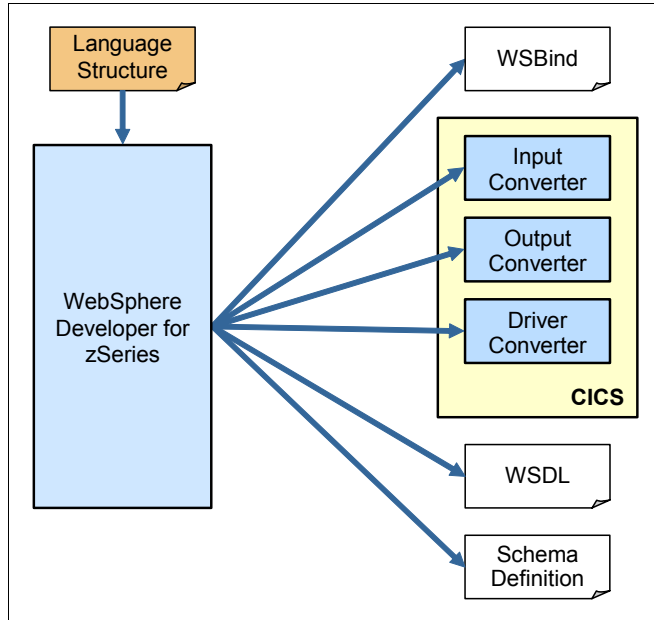 Language
Structure
WebSphere
Developer for
zSeries
WSBind
Input
Converter
Output
Converter
Driver
Converter
CICS
WSDL
Schema
Definition